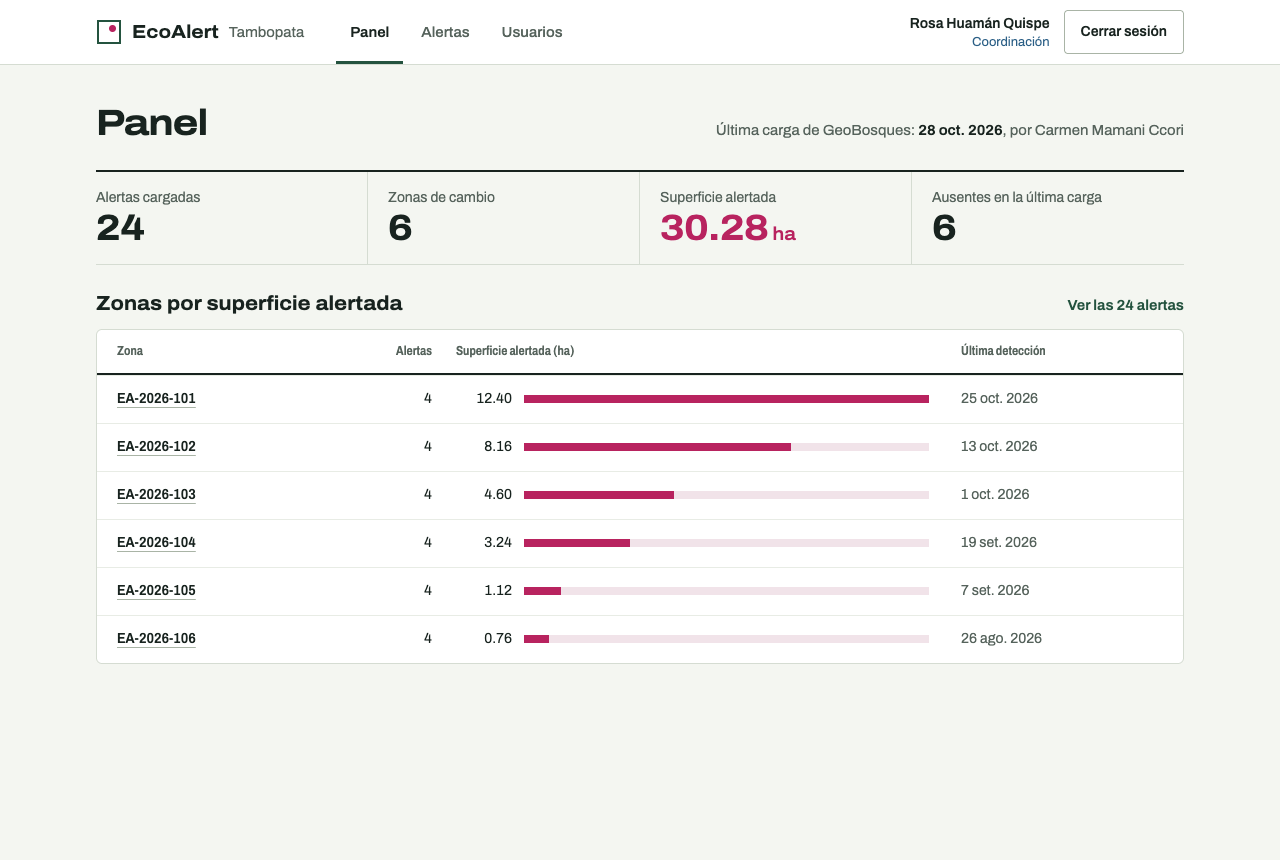 EcoAlert Tambopata Panel Alertas Usuarios Rosa Huamán Quispe
Coordinación
Cerrar sesión
Panel
Última carga de GeoBosques: 28 oct. 2026, por Carmen Mamani Ccori
Alertas cargadas Zonas de cambio Superficie alertada Ausentes en la última carga
24 6 30.28 ha 6
Zonas por superficie alertada Ver las 24 alertas
Zona Alertas Superficie alertada (ha) Última detección
EA-2026-101 4 12.40 25 oct. 2026
EA-2026-102 4 8.16 13 oct. 2026
EA-2026-103 4 4.60 1 oct. 2026
EA-2026-104 4 3.24 19 set. 2026
EA-2026-105 4 1.12 7 set. 2026
EA-2026-106 4 0.76 26 ago. 2026